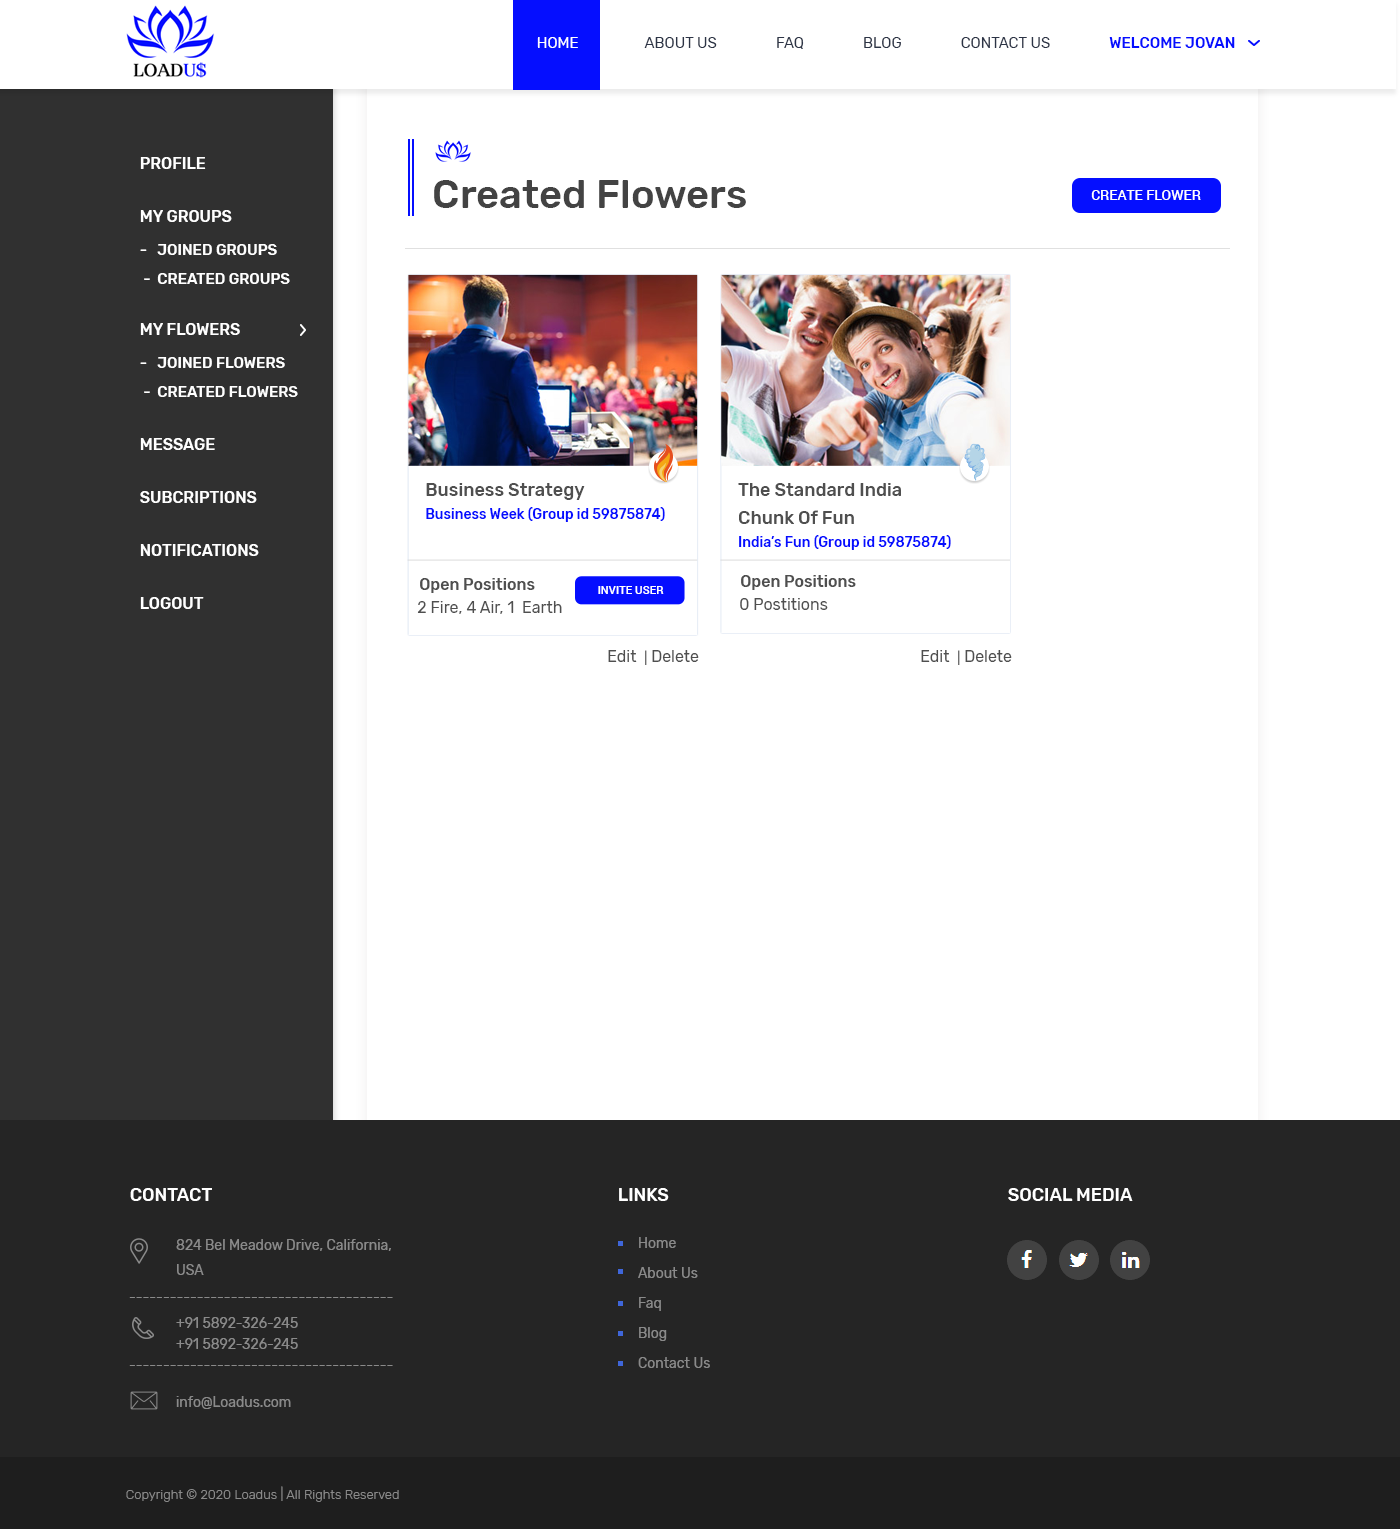 LOADU$
HOME
ABOUT US
FAQ
BLOG
CONTACT US
WELCOME JOVAN
PROFILE
MY GROUPS
- JOINED GROUPS
- CREATED GROUPS
MY FLOWERS
- JOINED FLOWERS
- CREATED FLOWERS
MESSAGE
SUBCRIPTIONS
NOTIFICATIONS
LOGOUT
Created Flowers
CREATE FLOWER
Business Strategy
Business Week (Group id 59875874)
Open Positions
2 Fire, 4 Air, 1 Earth
INVITE USER
Edit | Delete
The Standard India
Chunk Of Fun
India’s Fun (Group id 59875874)
Open Positions
0 Postitions
Edit | Delete
CONTACT
824 Bel Meadow Drive, California,
USA
+91 5892-326-245
+91 5892-326-245
info@Loadus.com
LINKS
Home
About Us
Faq
Blog
Contact Us
SOCIAL MEDIA
Copyright © 2020 Loadus | All Rights Reserved